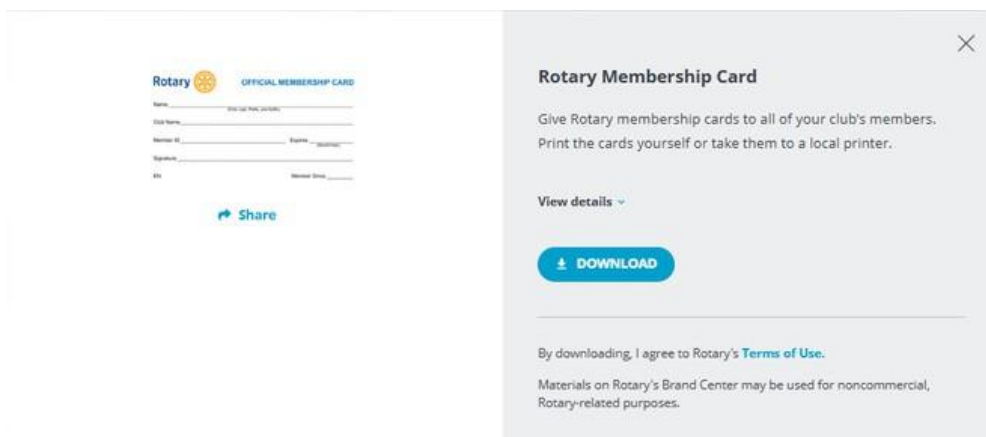 Rotary
OFFICIAL MEMBERSHIP CARD
Name
Club Name
Member ID
Expires
Signature
EN
Member Since
Share
Rotary Membership Card
Give Rotary membership cards to all of your club's members.
Print the cards yourself or take them to a local printer.
View details
DOWNLOAD
By downloading, I agree to Rotary's Terms of Use.
Materials on Rotary's Brand Center may be used for noncommercial,
Rotary-related purposes.